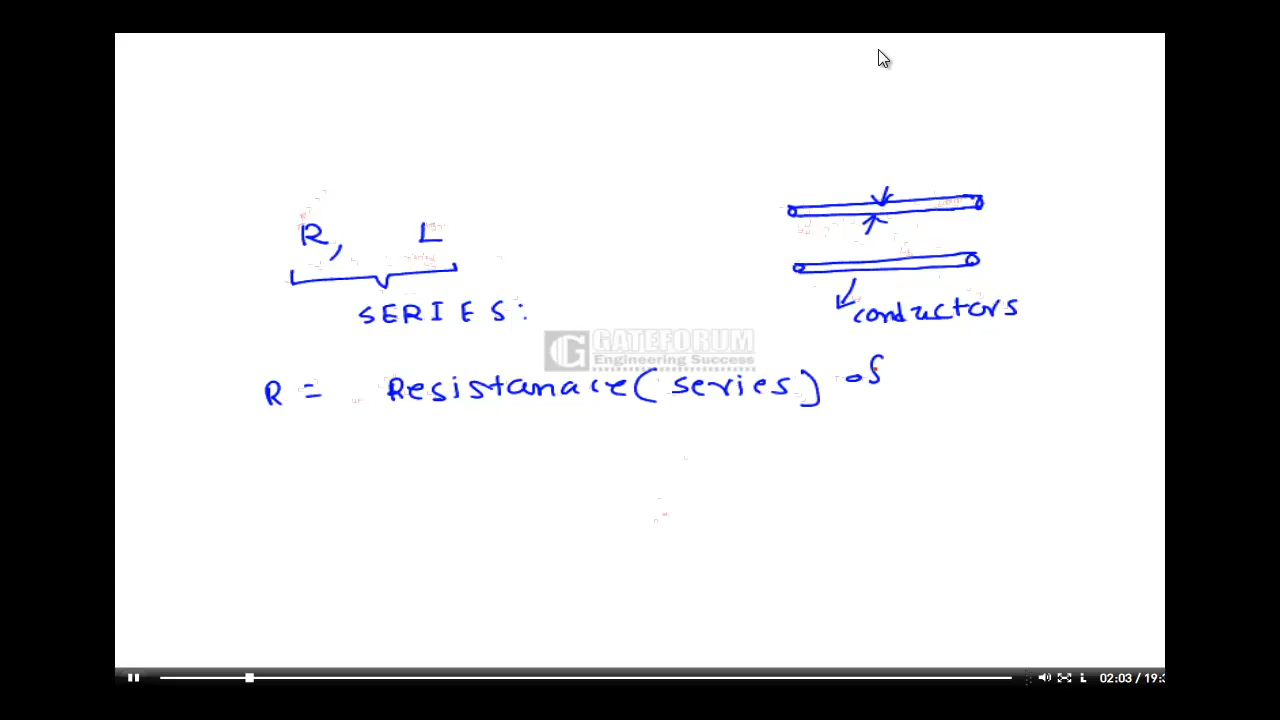 R, L
SERIES:
conductors
GATEFORUM
Engineering Success
R = Resistanace (series) of
02:03 / 19: